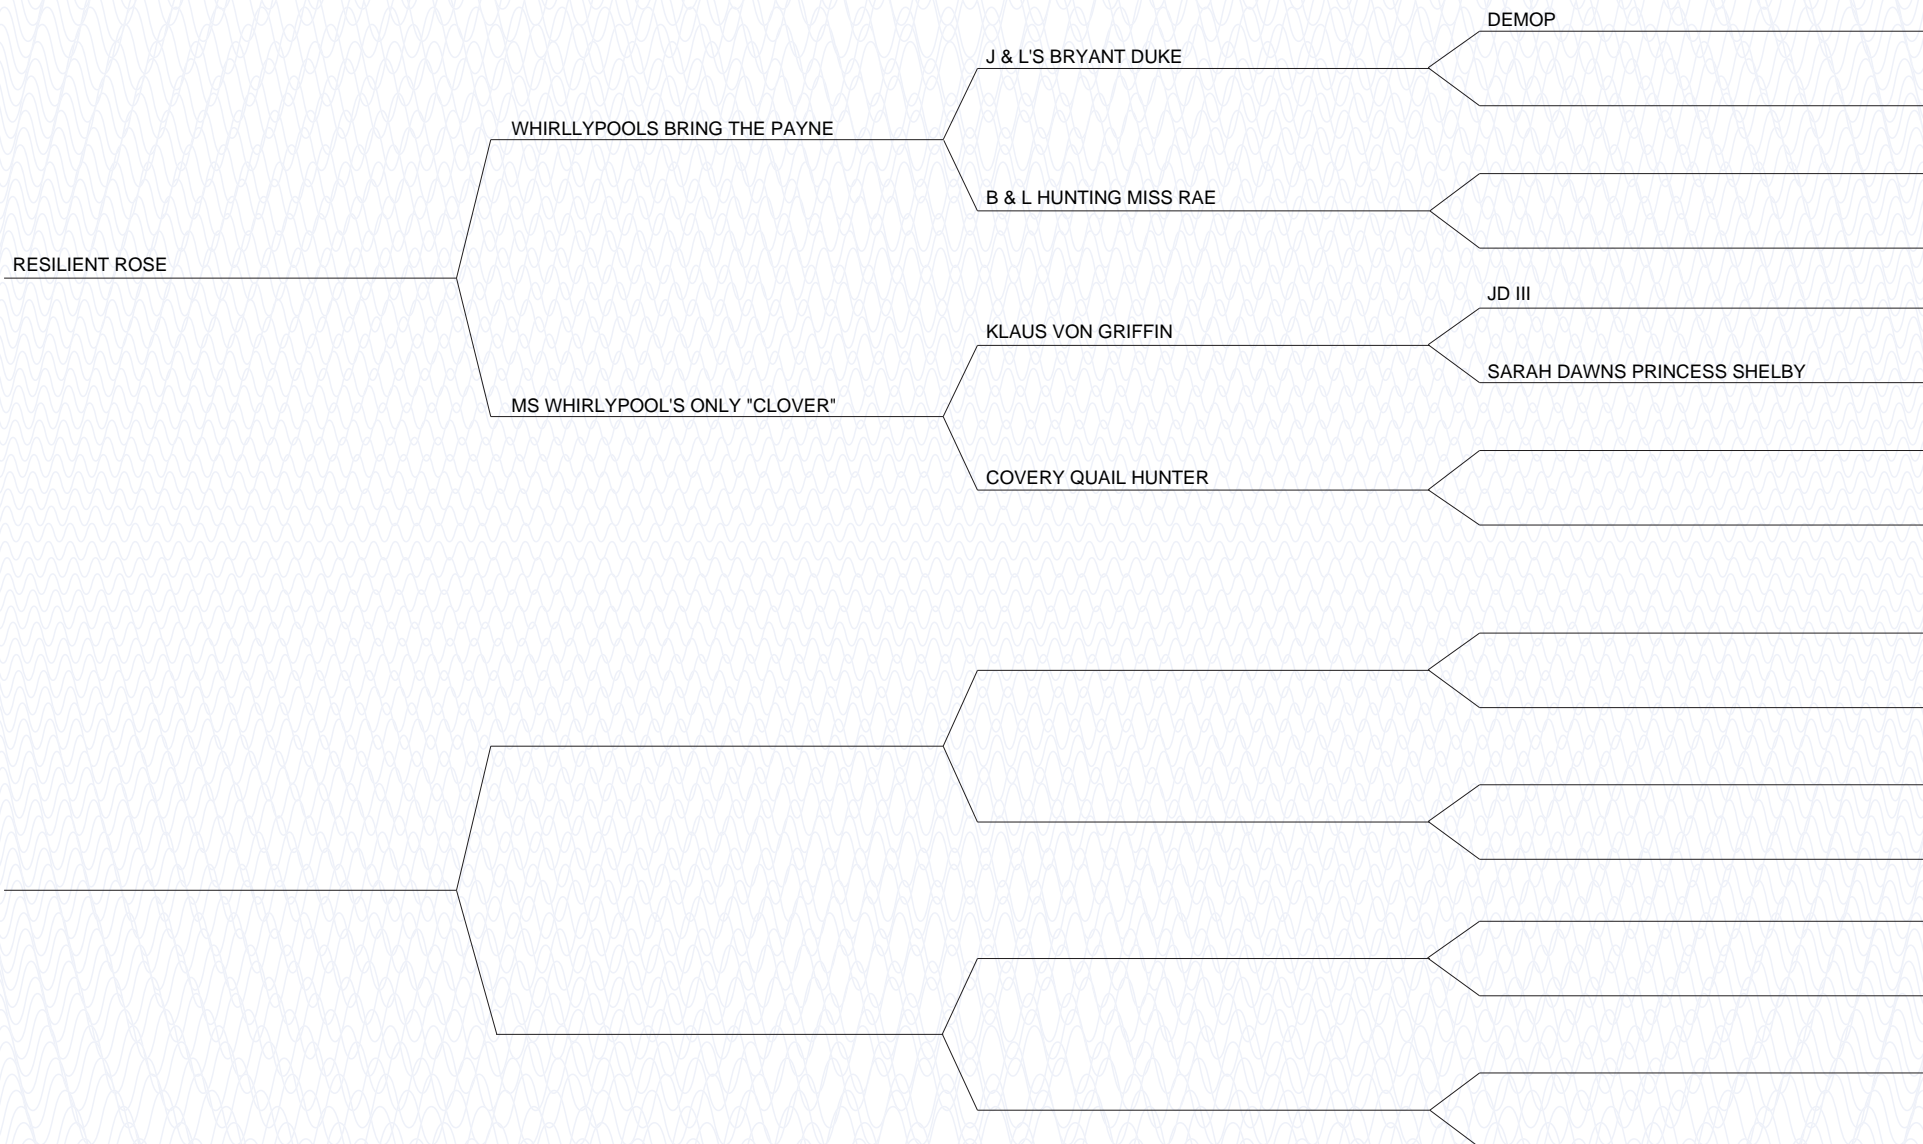 DEMOP
J & L'S BRYANT DUKE
WHIRLLYPOOLS BRING THE PAYNE
B & L HUNTING MISS RAE
RESILIENT ROSE
JD III
KLAUS VON GRIFFIN
SARAH DAWNS PRINCESS SHELBY
MS WHIRLYPOOL'S ONLY "CLOVER"
COVERY QUAIL HUNTER